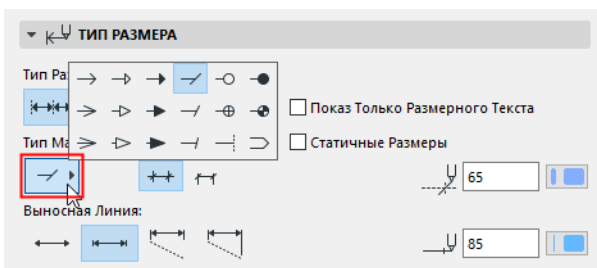 ТИП РАЗМЕРА
Тип Ра
Показ Только Размерного Текста
Тип Ма
Статичные Размеры
65
Выносная Линия:
85